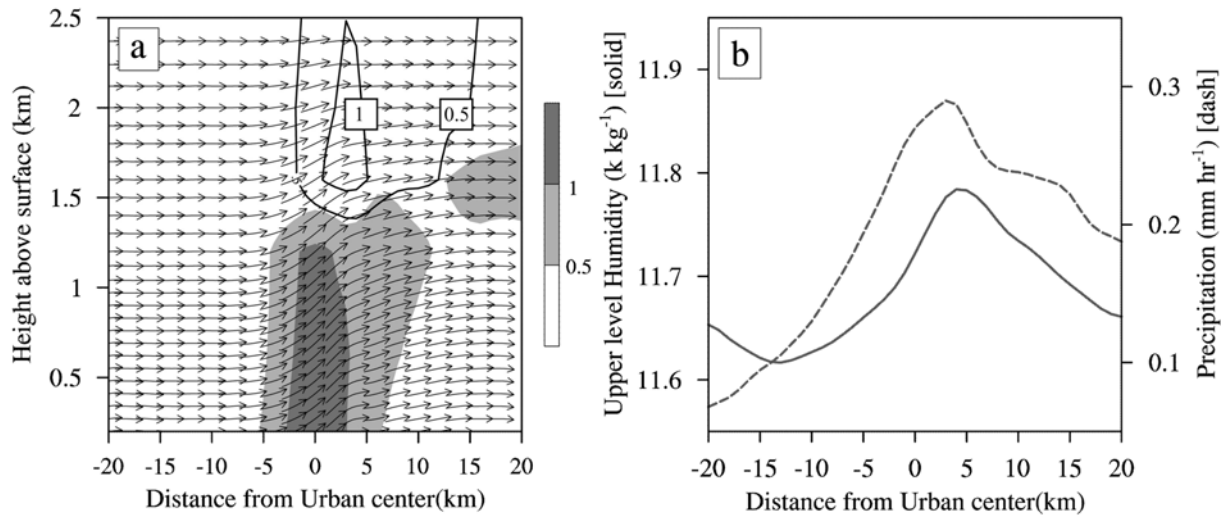 a
2.5
2
1.5
1
0.5
Height above surface (km)
1
0.5
1
0.5
-20 -15 -10 -5 0 5 10 15 20
Distance from Urban center(km)
b
11.9
11.8
11.7
11.6
Upper level Humidity (k kg⁻¹) [solid]
0.3
0.2
0.1
Precipitation (mm hr⁻¹) [dash]
-20 -15 -10 -5 0 5 10 15 20
Distance from Urban center(km)